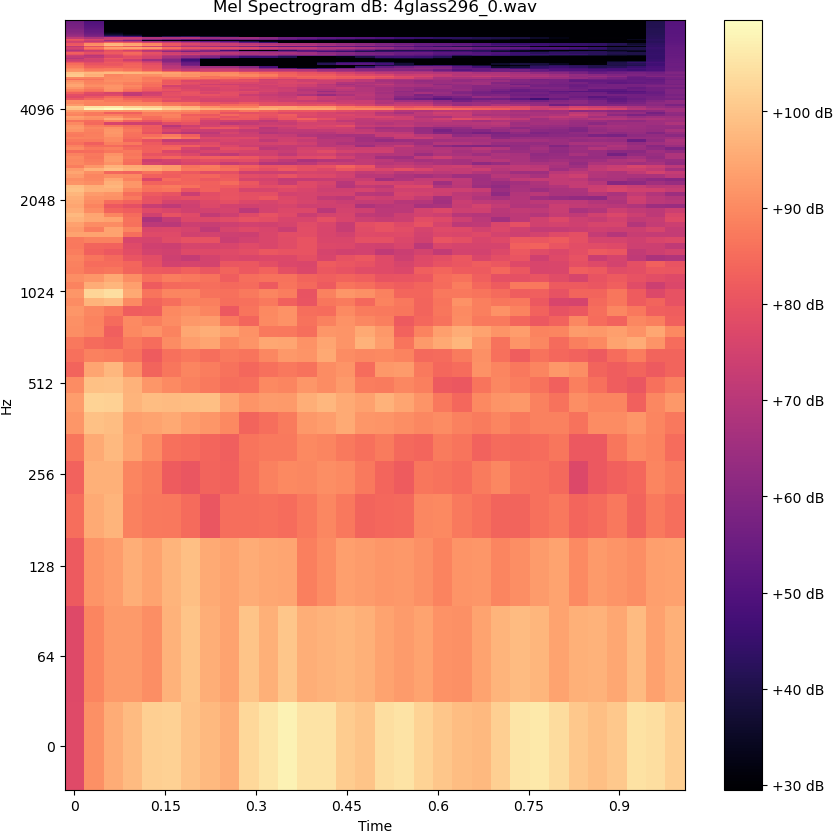 Mel Spectrogram dB: 4glass296_0.wav
Hz
4096
2048
1024
512
256
128
64
0
0 0.15 0.3 0.45 0.6 0.75 0.9
Time
+100 dB
+90 dB
+80 dB
+70 dB
+60 dB
+50 dB
+40 dB
+30 dB